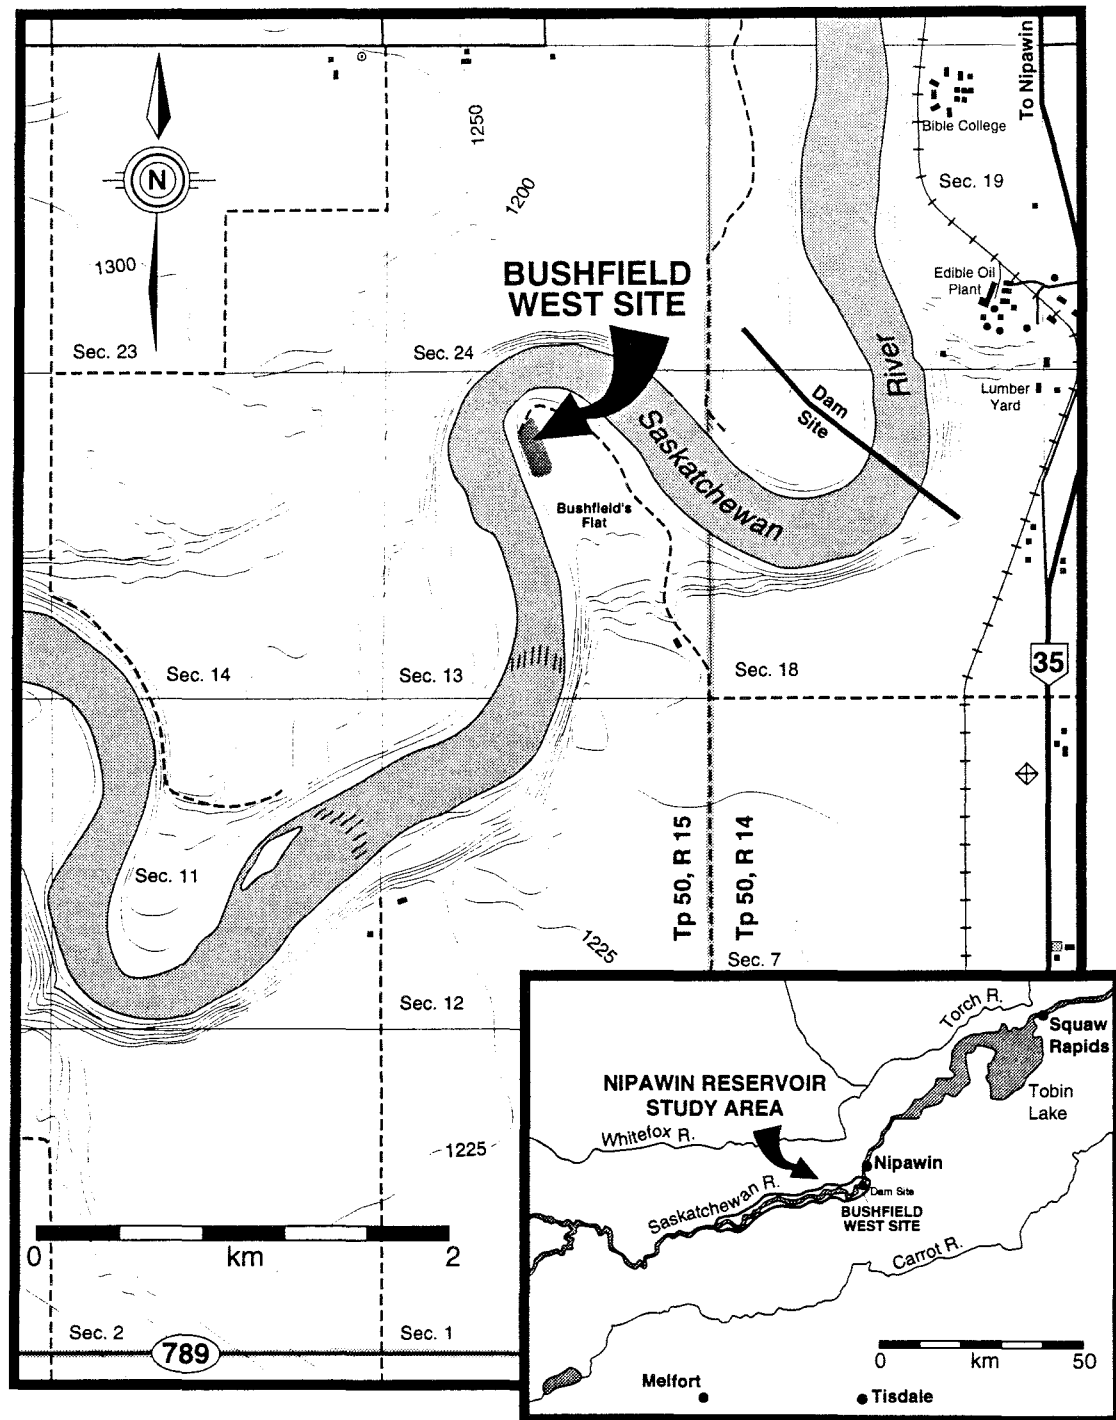 To Nipawin
Bible College
1250
Sec. 19
N
1200
1300
BUSHFIELD
WEST SITE
Edible Oil
Plant
Sec. 23
Sec. 24
River
Lumber
Yard
Dam
Site
Saskatchewan
Bushfield's
Flat
Sec. 14
Sec. 13
Sec. 18
35
Tp 50, R 15
Tp 50, R 14
Sec. 11
1225
Sec. 7
Sec. 12
1225
0
km
2
Sec. 2
789
Sec. 1
Torch R.
Squaw
Rapids
NIPAWIN RESERVOIR
STUDY AREA
Tobin
Lake
Whitefox R.
Nipawin
Saskatchewan R.
Dam Site
BUSHFIELD
WEST SITE
Carrot R.
0
km
50
Melfort
Tisdale